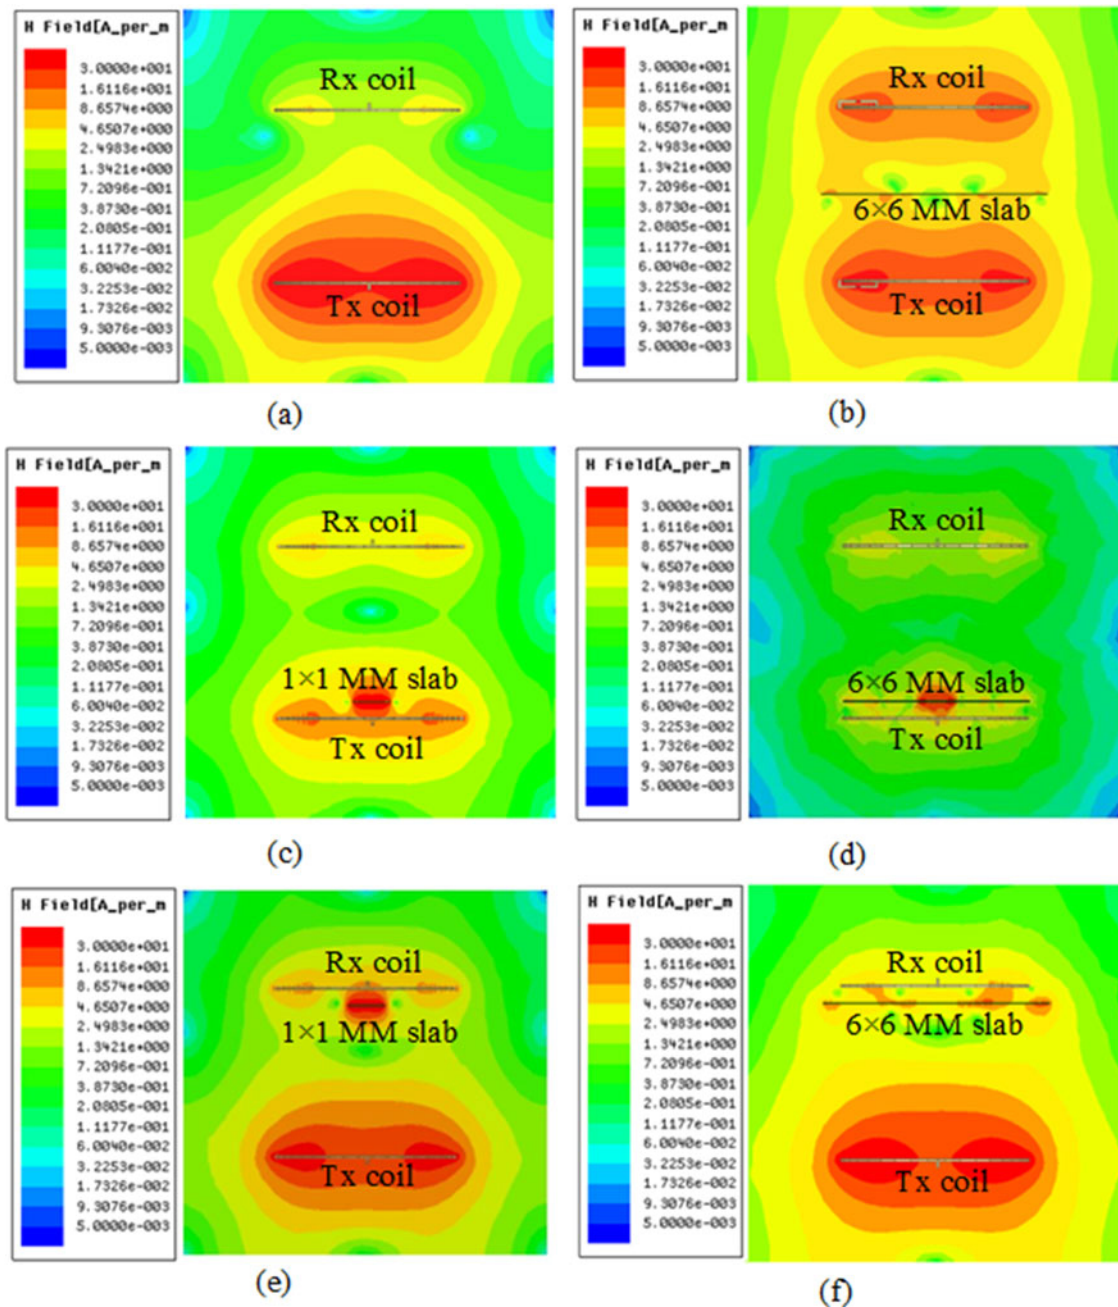 H Field[A_per_m
3.0000e+001
1.6116e+001
8.6574e+000
4.6507e+000
2.4983e+000
1.3421e+000
7.2096e-001
3.8730e-001
2.0805e-001
1.1177e-001
6.0040e-002
3.2253e-002
1.7326e-002
9.3076e-003
5.0000e-003
Rx coil
Tx coil
(a)
H Field[A_per_m
3.0000e+001
1.6116e+001
8.6574e+000
4.6507e+000
2.4983e+000
1.3421e+000
7.2096e-001
3.8730e-001
2.0805e-001
1.1177e-001
6.0040e-002
3.2253e-002
1.7326e-002
9.3076e-003
5.0000e-003
Rx coil
6×6 MM slab
Tx coil
(b)
H Field[A_per_m
3.0000e+001
1.6116e+001
8.6574e+000
4.6507e+000
2.4983e+000
1.3421e+000
7.2096e-001
3.8730e-001
2.0805e-001
1.1177e-001
6.0040e-002
3.2253e-002
1.7326e-002
9.3076e-003
5.0000e-003
Rx coil
1×1 MM slab
Tx coil
(c)
H Field[A_per_m
3.0000e+001
1.6116e+001
8.6574e+000
4.6507e+000
2.4983e+000
1.3421e+000
7.2096e-001
3.8730e-001
2.0805e-001
1.1177e-001
6.0040e-002
3.2253e-002
1.7326e-002
9.3076e-003
5.0000e-003
Rx coil
6×6 MM slab
Tx coil
(d)
H Field[A_per_m
3.0000e+001
1.6116e+001
8.6574e+000
4.6507e+000
2.4983e+000
1.3421e+000
7.2096e-001
3.8730e-001
2.0805e-001
1.1177e-001
6.0040e-002
3.2253e-002
1.7326e-002
9.3076e-003
5.0000e-003
Rx coil
1×1 MM slab
Tx coil
(e)
H Field[A_per_m
3.0000e+001
1.6116e+001
8.6574e+000
4.6507e+000
2.4983e+000
1.3421e+000
7.2096e-001
3.8730e-001
2.0805e-001
1.1177e-001
6.0040e-002
3.2253e-002
1.7326e-002
9.3076e-003
5.0000e-003
Rx coil
6×6 MM slab
Tx coil
(f)